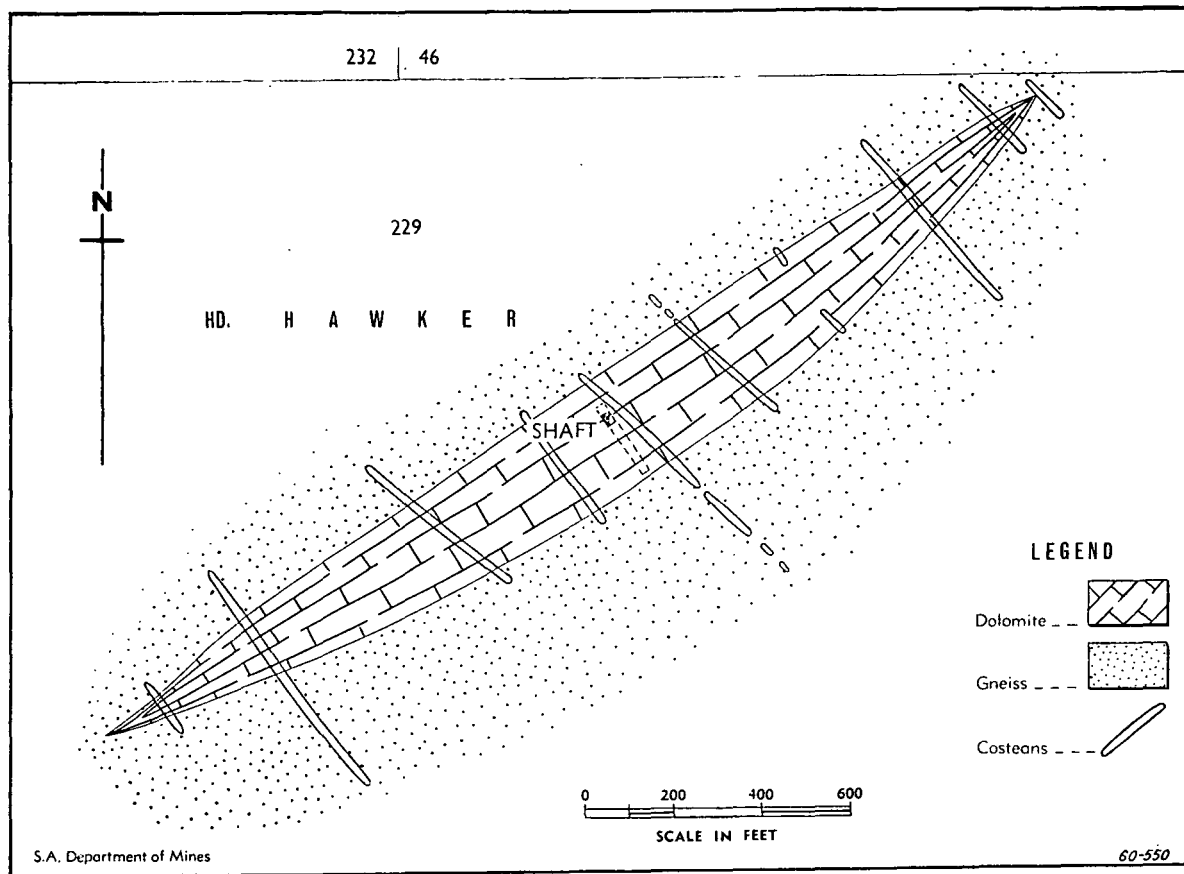 232 46
N
229
HD. HAWKER
SHAFT
LEGEND
Dolomite
Gneiss
Costeans
0 200 400 600
SCALE IN FEET
S.A. Department of Mines
60-550